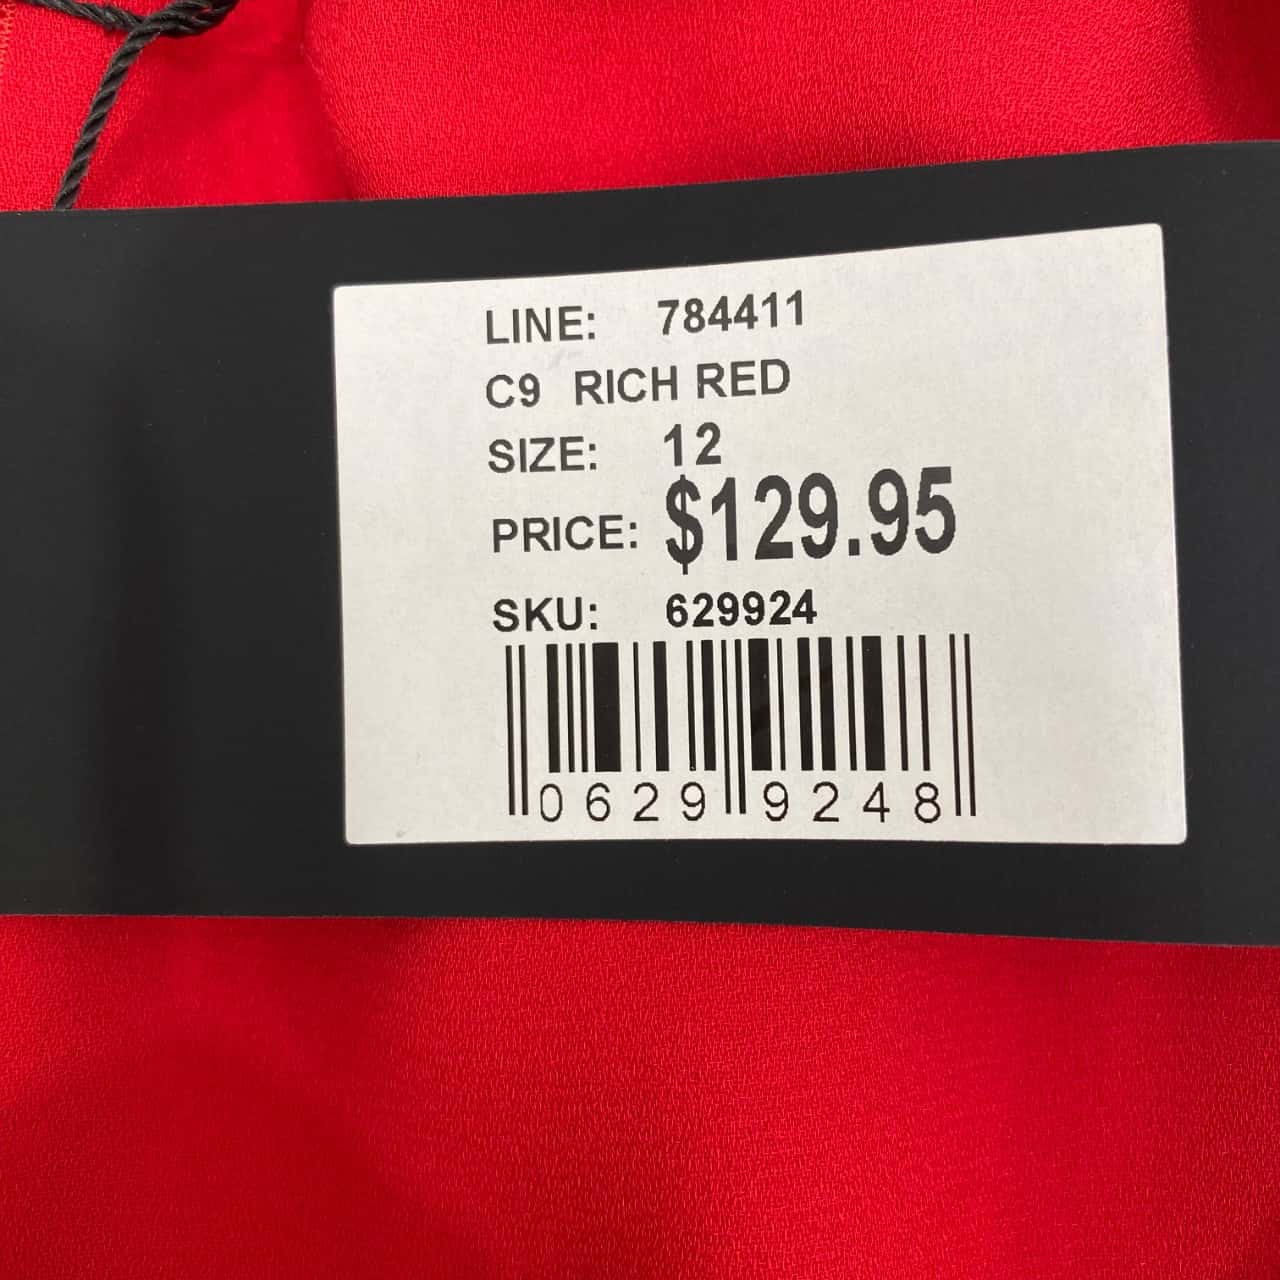 LINE: 784411
C9 RICH RED
SIZE: 12
PRICE: $129.95
SKU: 629924
0629 9248